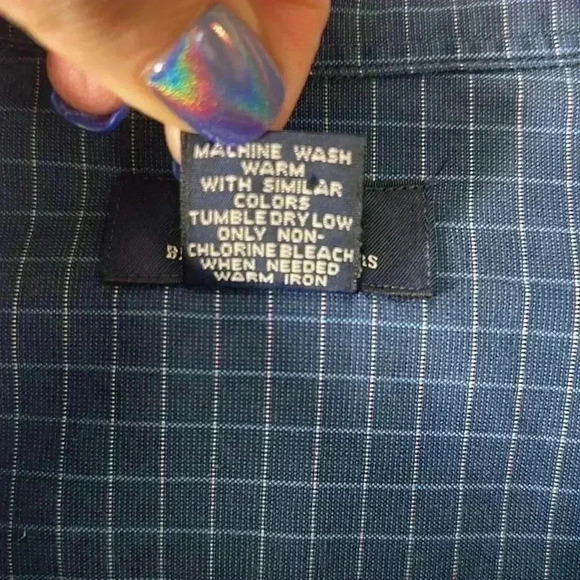 MACHINE WASH
WARM
WITH SIMILAR
COLORS
TUMBLE DRY LOW
ONLY NON-
CHLORINE BLEACH
WHEN NEEDED
WARM IRON